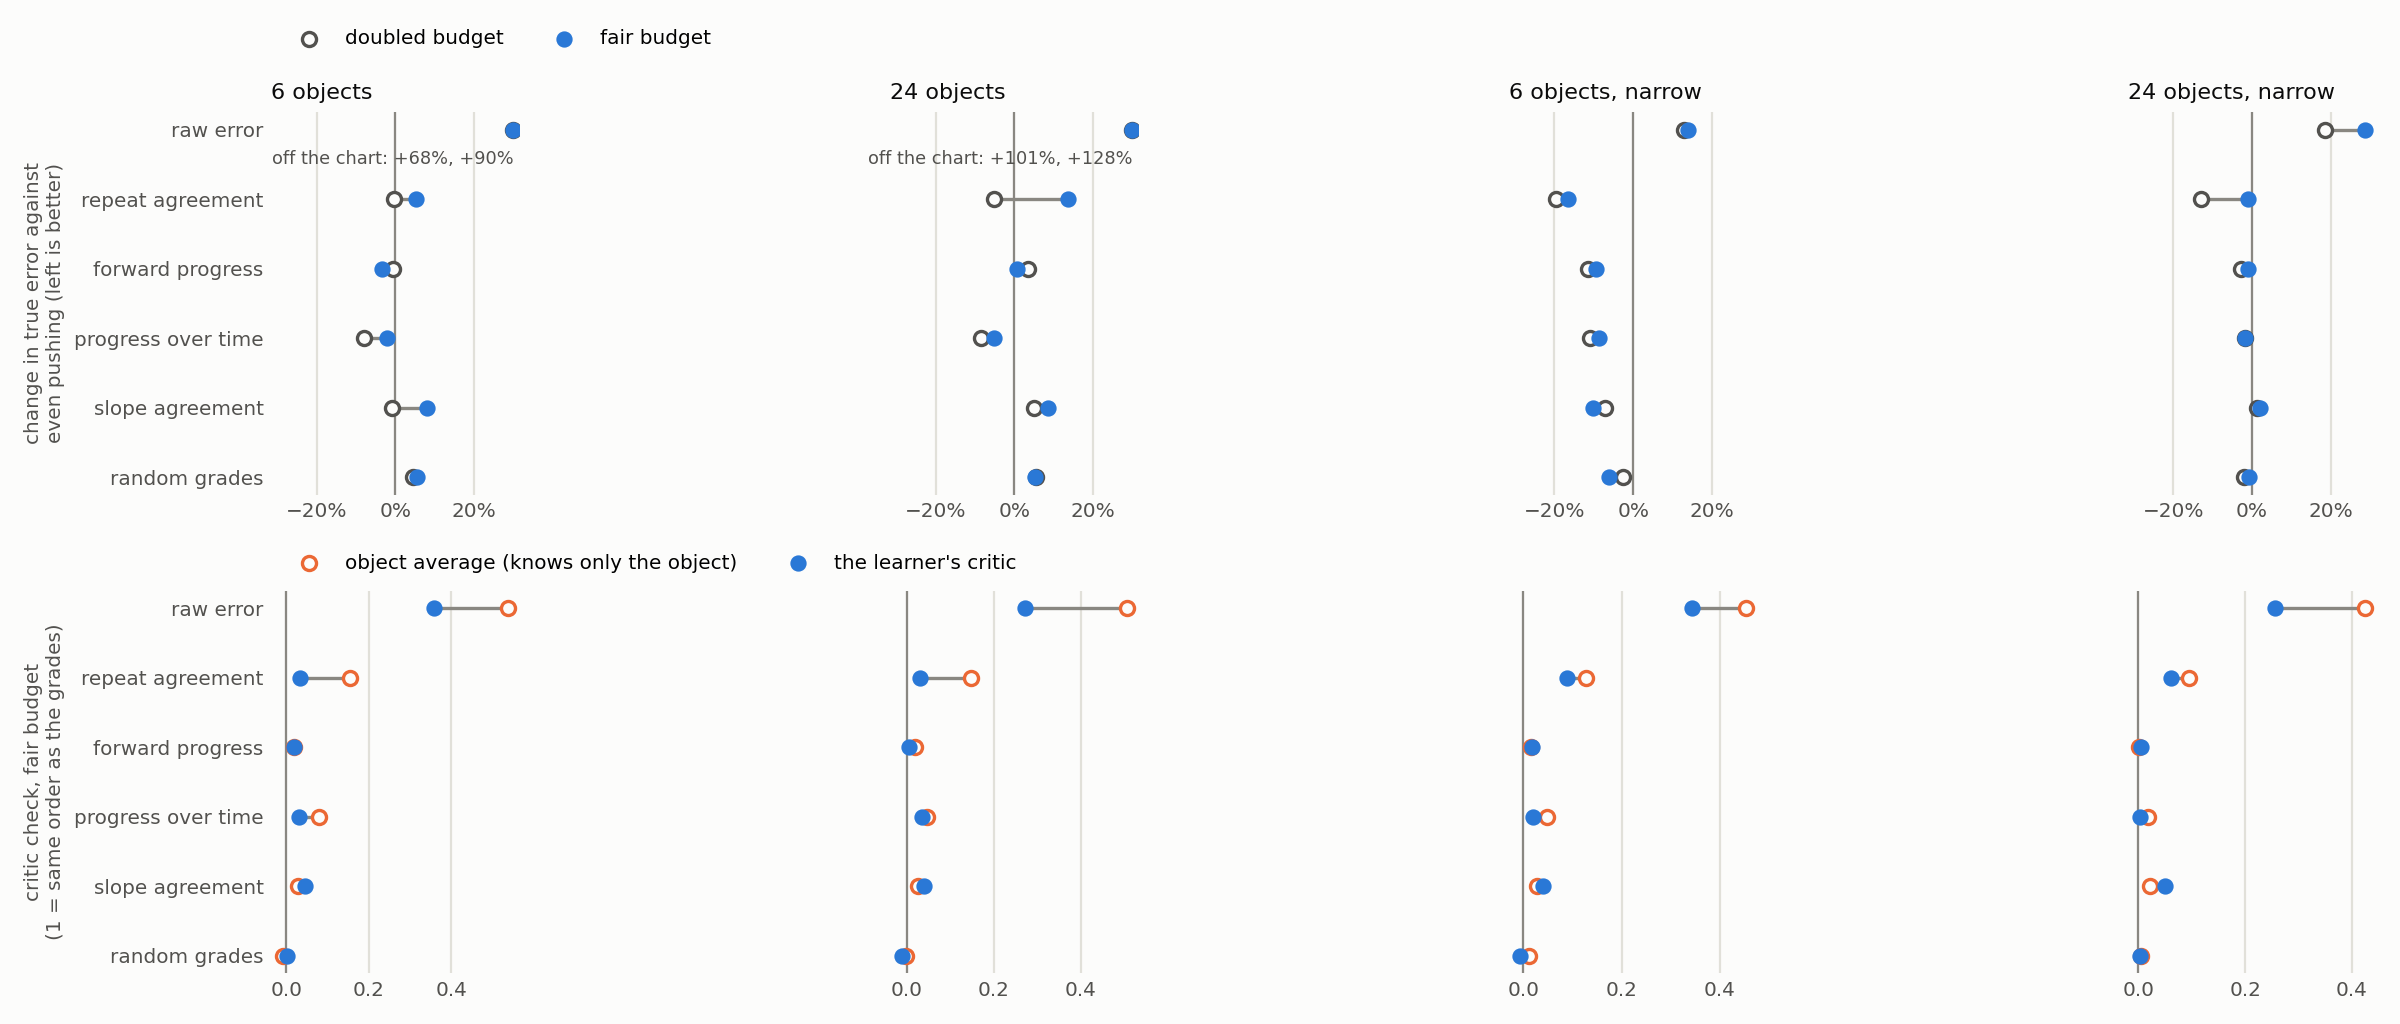 doubled budget
fair budget
6 objects
24 objects
6 objects, narrow
24 objects, narrow
change in true error against
even pushing (left is better)
raw error
off the chart: +68%, +90%
off the chart: +101%, +128%
repeat agreement
forward progress
progress over time
slope agreement
random grades
−20% 0% 20%
−20% 0% 20%
−20% 0% 20%
−20% 0% 20%
object average (knows only the object)
the learner's critic
critic check, fair budget
(1 = same order as the grades)
raw error
repeat agreement
forward progress
progress over time
slope agreement
random grades
0.0 0.2 0.4
0.0 0.2 0.4
0.0 0.2 0.4
0.0 0.2 0.4